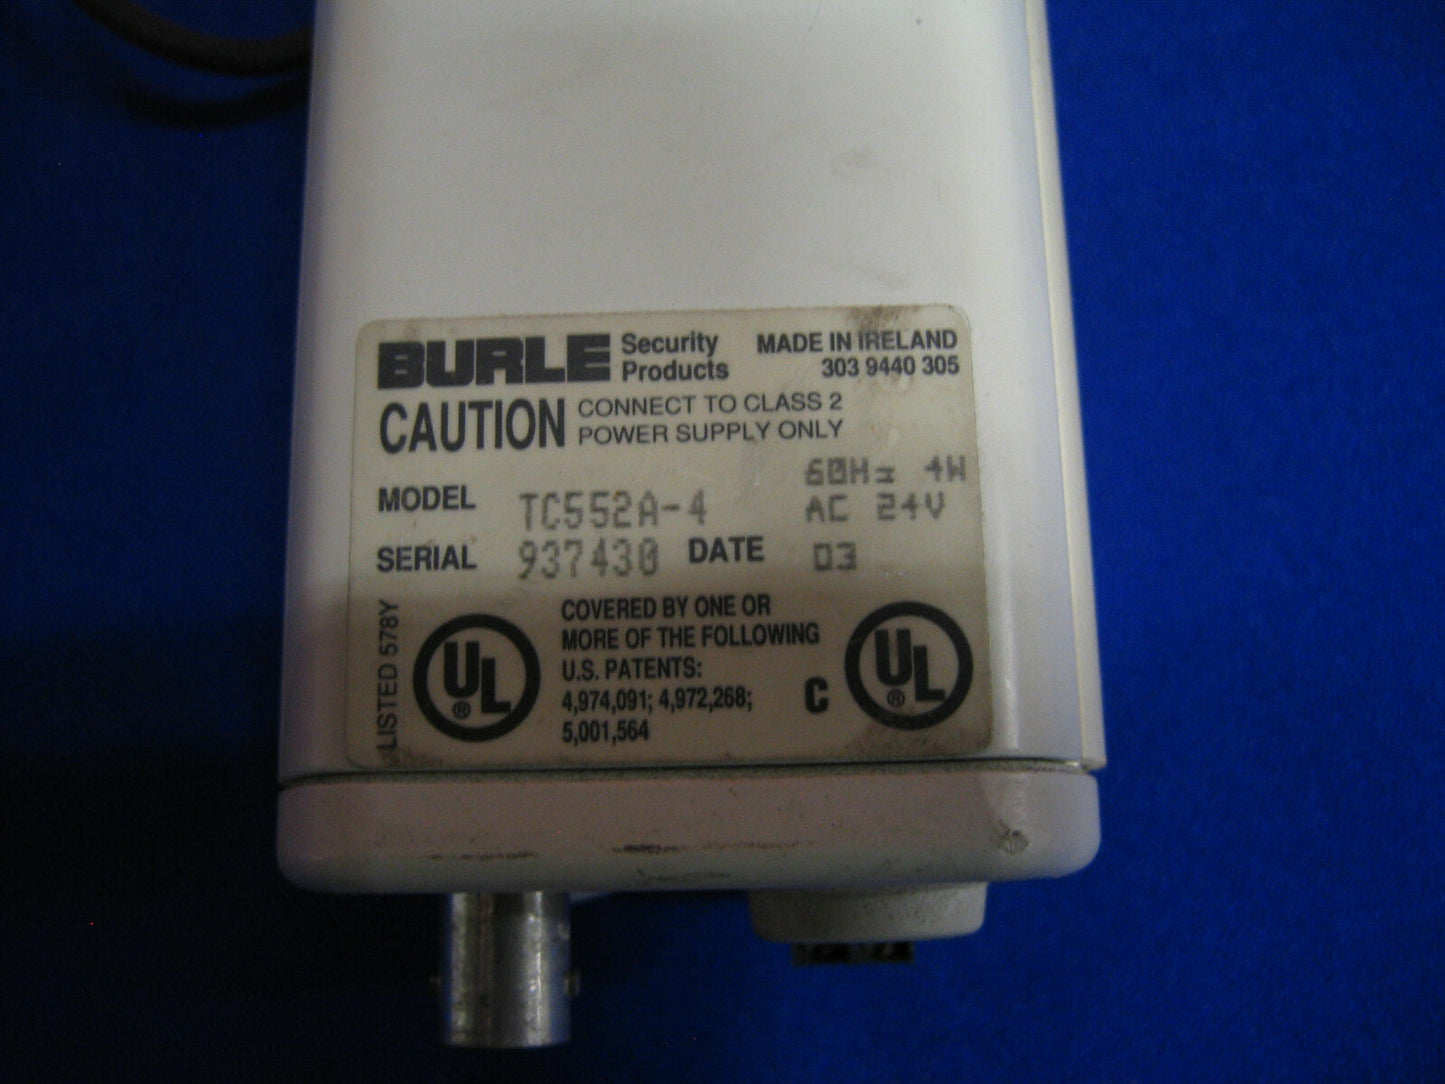 BURLE Security Products MADE IN IRELAND
303 9440 305
CAUTION CONNECT TO CLASS 2
POWER SUPPLY ONLY
60Hz 4W
MODEL TC552A-4 AC 24V
SERIAL 937430 DATE 03
LISTED 578Y
UL ®
COVERED BY ONE OR
MORE OF THE FOLLOWING
U.S. PATENTS:
4,974,091; 4,972,268;
5,001,564
C UL ®